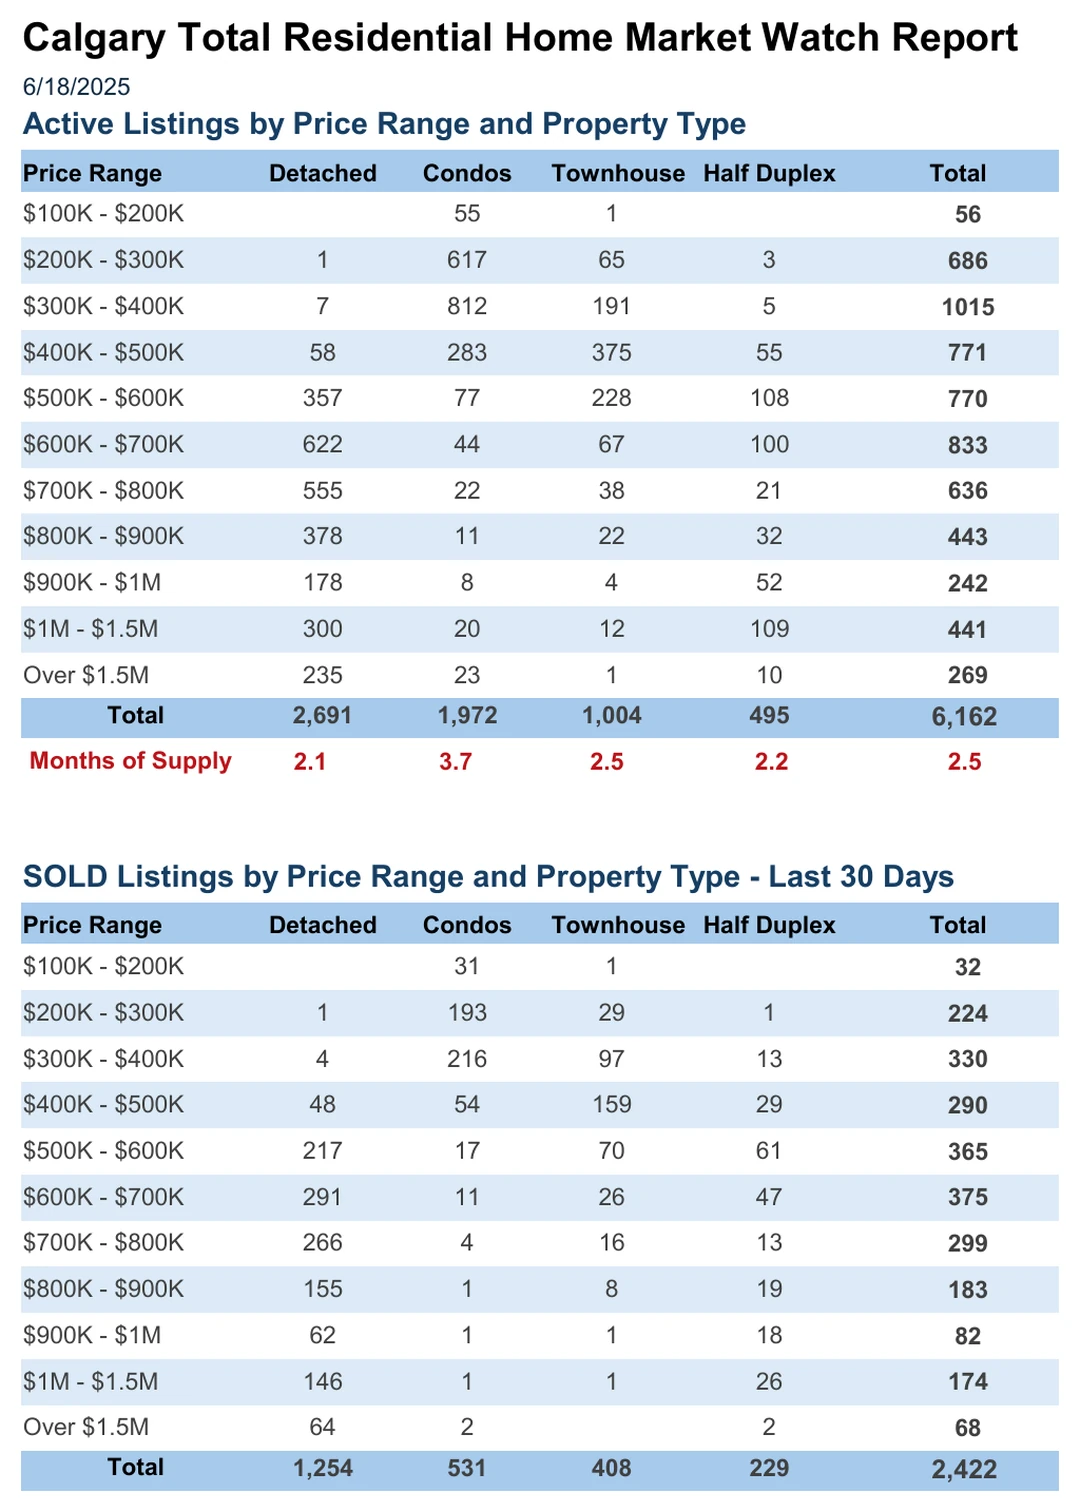 Calgary Total Residential Home Market Watch Report
6/18/2025
Active Listings by Price Range and Property Type
Price Range Detached Condos Townhouse Half Duplex Total
$100K - $200K 55 1 56
$200K - $300K 1 617 65 3 686
$300K - $400K 7 812 191 5 1015
$400K - $500K 58 283 375 55 771
$500K - $600K 357 77 228 108 770
$600K - $700K 622 44 67 100 833
$700K - $800K 555 22 38 21 636
$800K - $900K 378 11 22 32 443
$900K - $1M 178 8 4 52 242
$1M - $1.5M 300 20 12 109 441
Over $1.5M 235 23 1 10 269
Total 2,691 1,972 1,004 495 6,162
Months of Supply 2.1 3.7 2.5 2.2 2.5
SOLD Listings by Price Range and Property Type - Last 30 Days
Price Range Detached Condos Townhouse Half Duplex Total
$100K - $200K 31 1 32
$200K - $300K 1 193 29 1 224
$300K - $400K 4 216 97 13 330
$400K - $500K 48 54 159 29 290
$500K - $600K 217 17 70 61 365
$600K - $700K 291 11 26 47 375
$700K - $800K 266 4 16 13 299
$800K - $900K 155 1 8 19 183
$900K - $1M 62 1 1 18 82
$1M - $1.5M 146 1 1 26 174
Over $1.5M 64 2 2 68
Total 1,254 531 408 229 2,422